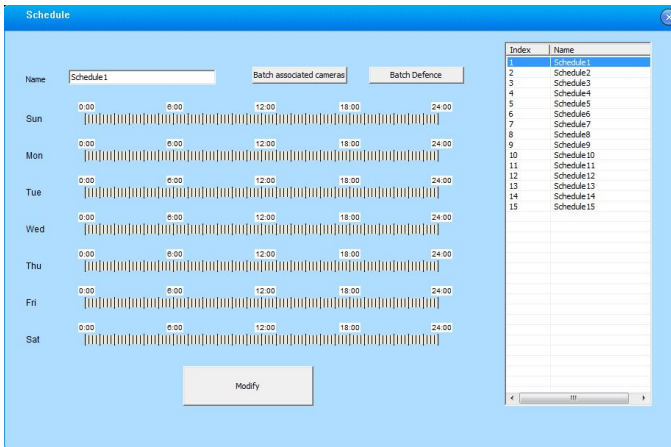 Schedule
Name Schedule1 Batch associated cameras Batch Defence
Sun 0:00 6:00 12:00 18:00 24:00
Mon 0:00 6:00 12:00 18:00 24:00
Tue 0:00 6:00 12:00 18:00 24:00
Wed 0:00 6:00 12:00 18:00 24:00
Thu 0:00 6:00 12:00 18:00 24:00
Fri 0:00 6:00 12:00 18:00 24:00
Sat 0:00 6:00 12:00 18:00 24:00
Modify
Index Name
1 Schedule1
2 Schedule2
3 Schedule3
4 Schedule4
5 Schedule5
6 Schedule6
7 Schedule7
8 Schedule8
9 Schedule9
10 Schedule10
11 Schedule11
12 Schedule12
13 Schedule13
14 Schedule14
15 Schedule15